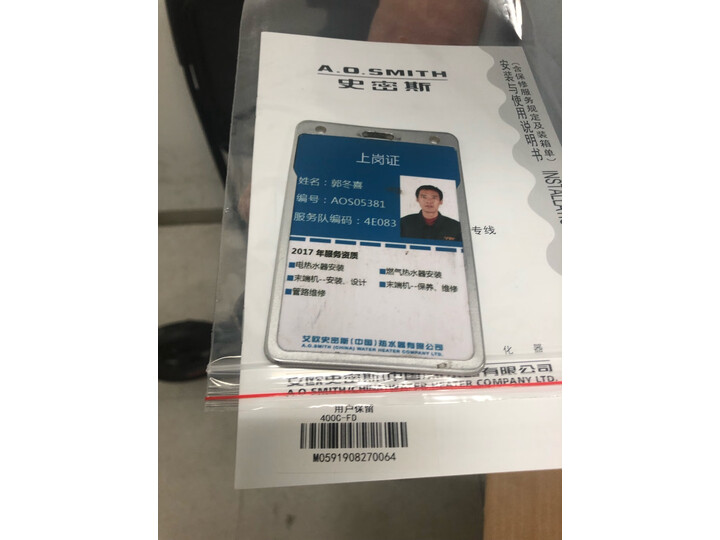 A.O.SMITH
史密斯
安装与使用说明书
(含保修服务规定及装箱单)
上岗证
姓名：郭冬喜
编号：AOS05381
服务队编码：4E083
专线
2017 年服务资质
■电热水器安装 ■燃气热水器安装
■末端机--安装、设计 ■末端机--保养、维修
■管路维修
艾欧史密斯(中国)热水器有限公司
A.O.SMITH (CHINA) WATER HEATER COMPANY LTD.
化 器
有限公司
HEATER COMPANY LTD.
用户保留
400G-FD
M0591908270064